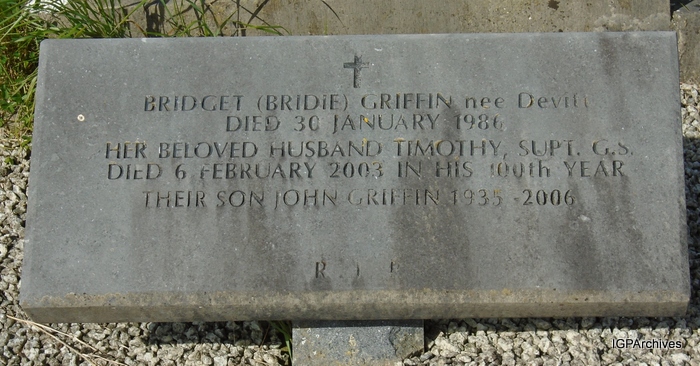 BRIDGET (BRIDiE) GRIFFIN nee Devitt
DIED 30 JANUARY 1986
HER BELOVED HUSBAND TIMOTHY, SUPT. G.S.
DIED 6 FEBRUARY 2003 IN HIS 100th YEAR
THEIR SON JOHN GRIFFIN 1935 - 2006
IGPArchives